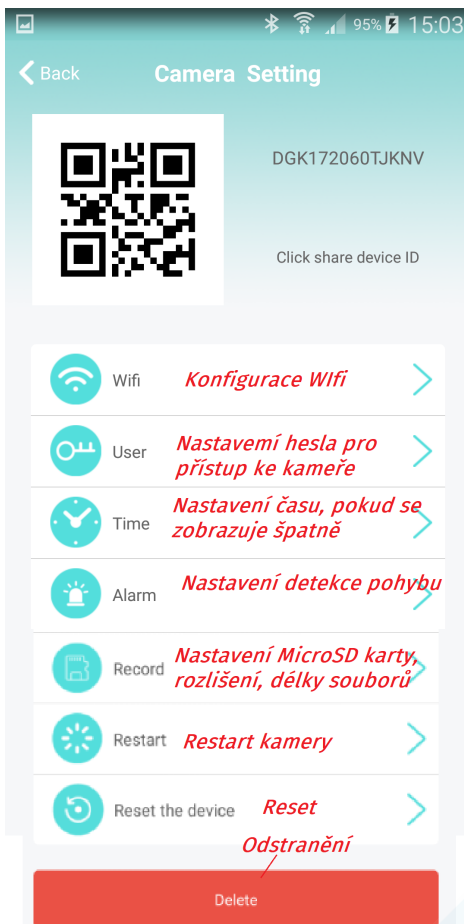 95% 15:03
Back Camera Setting
DGK172060TJKNV
Click share device ID
Wifi Konfigurace WIfi
User Nastavemí hesla pro
přístup ke kameře
Time Nastavení času, pokud se
zobrazuje špatně
Alarm Nastavení detekce pohybu
Record Nastavení MicroSD karty,
rozlišení, délky souborů
Restart Restart kamery
Reset the device Reset
Odstranění
Delete